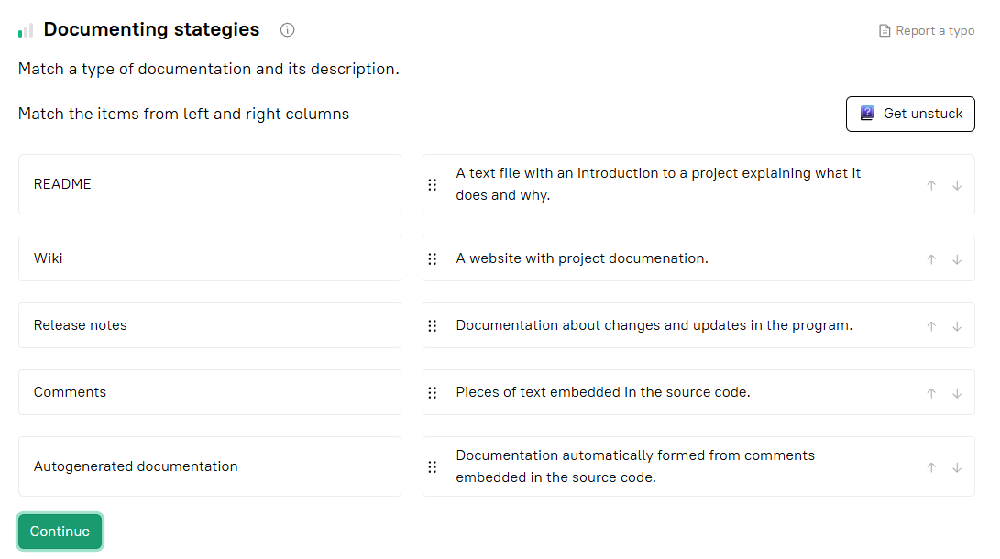 Documenting stategies
Report a typo
Match a type of documentation and its description.
Match the items from left and right columns
Get unstuck
README
A text file with an introduction to a project explaining what it
does and why.
Wiki
A website with project documenation.
Release notes
Documentation about changes and updates in the program.
Comments
Pieces of text embedded in the source code.
Autogenerated documentation
Documentation automatically formed from comments
embedded in the source code.
Continue